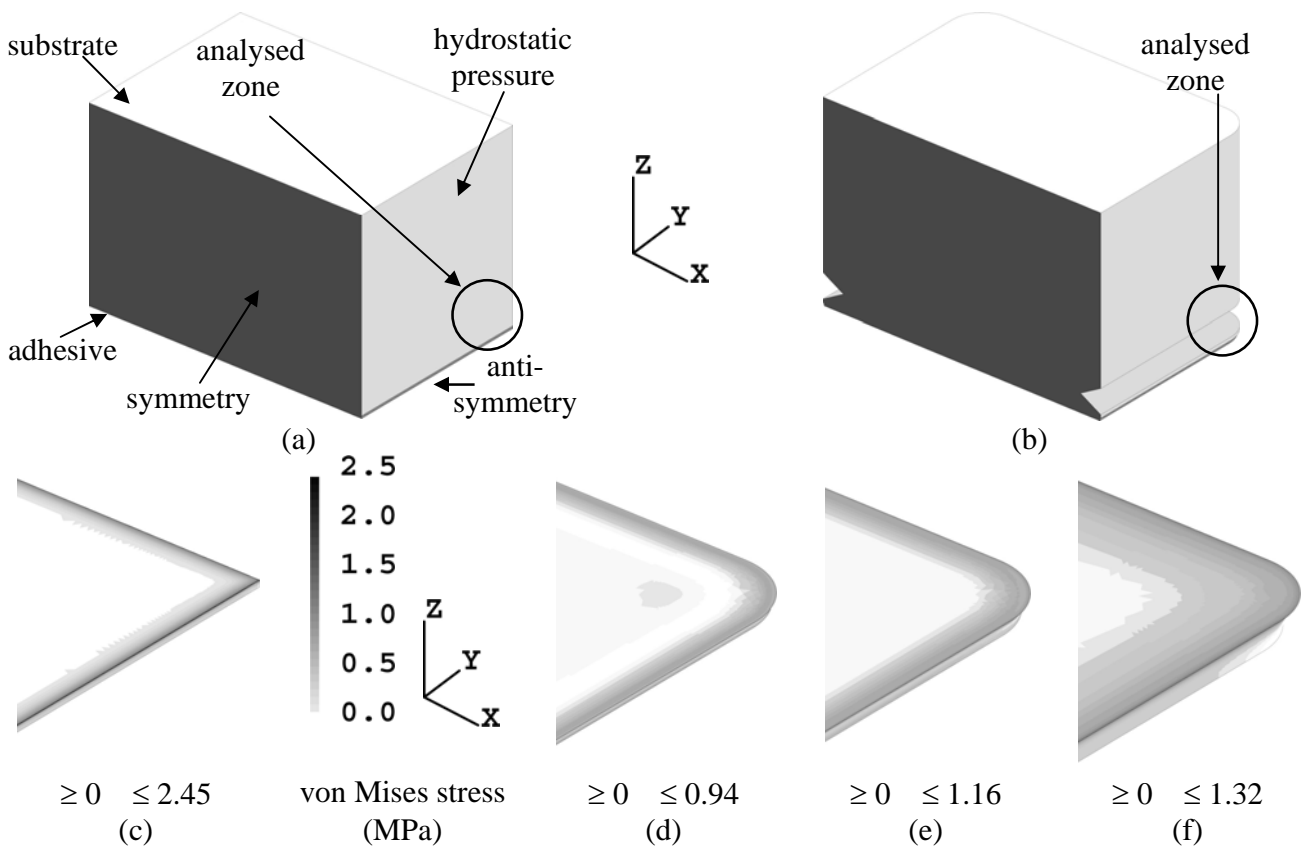 substrate
analysed
zone
hydrostatic
pressure
analysed
zone
Z
Y
X
adhesive
symmetry
anti-
symmetry
(a)
(b)
2.5
2.0
1.5
1.0
0.5
0.0
Z
Y
X
≥ 0 ≤ 2.45
von Mises stress
(MPa)
≥ 0 ≤ 0.94
≥ 0 ≤ 1.16
≥ 0 ≤ 1.32
(c)
(d)
(e)
(f)